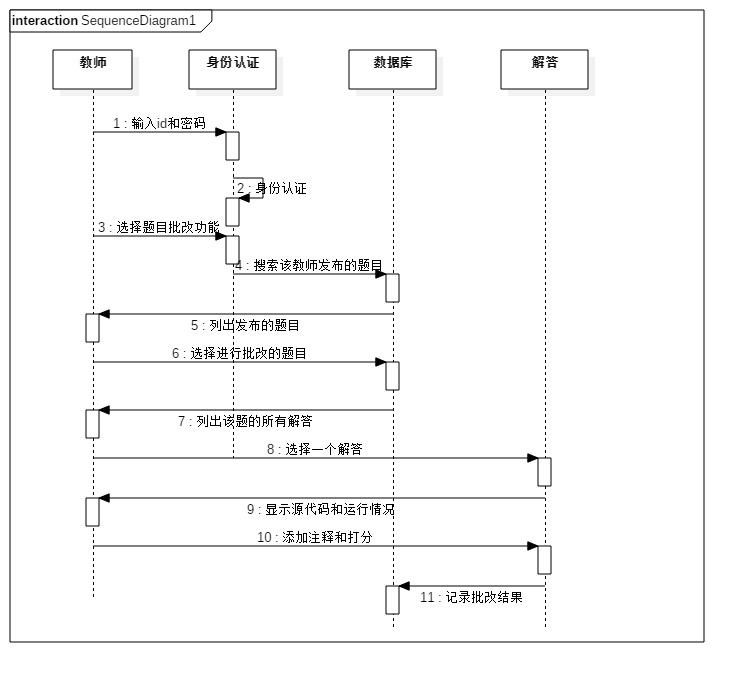 interaction SequenceDiagram1
教师 身份认证 数据库 解答
1 : 输入id和密码
2 : 身份认证
3 : 选择题目批改功能
4 : 搜索该教师发布的题目
5 : 列出发布的题目
6 : 选择进行批改的题目
7 : 列出该题的所有解答
8 : 选择一个解答
9 : 显示源代码和运行情况
10 : 添加注释和打分
11 : 记录批改结果